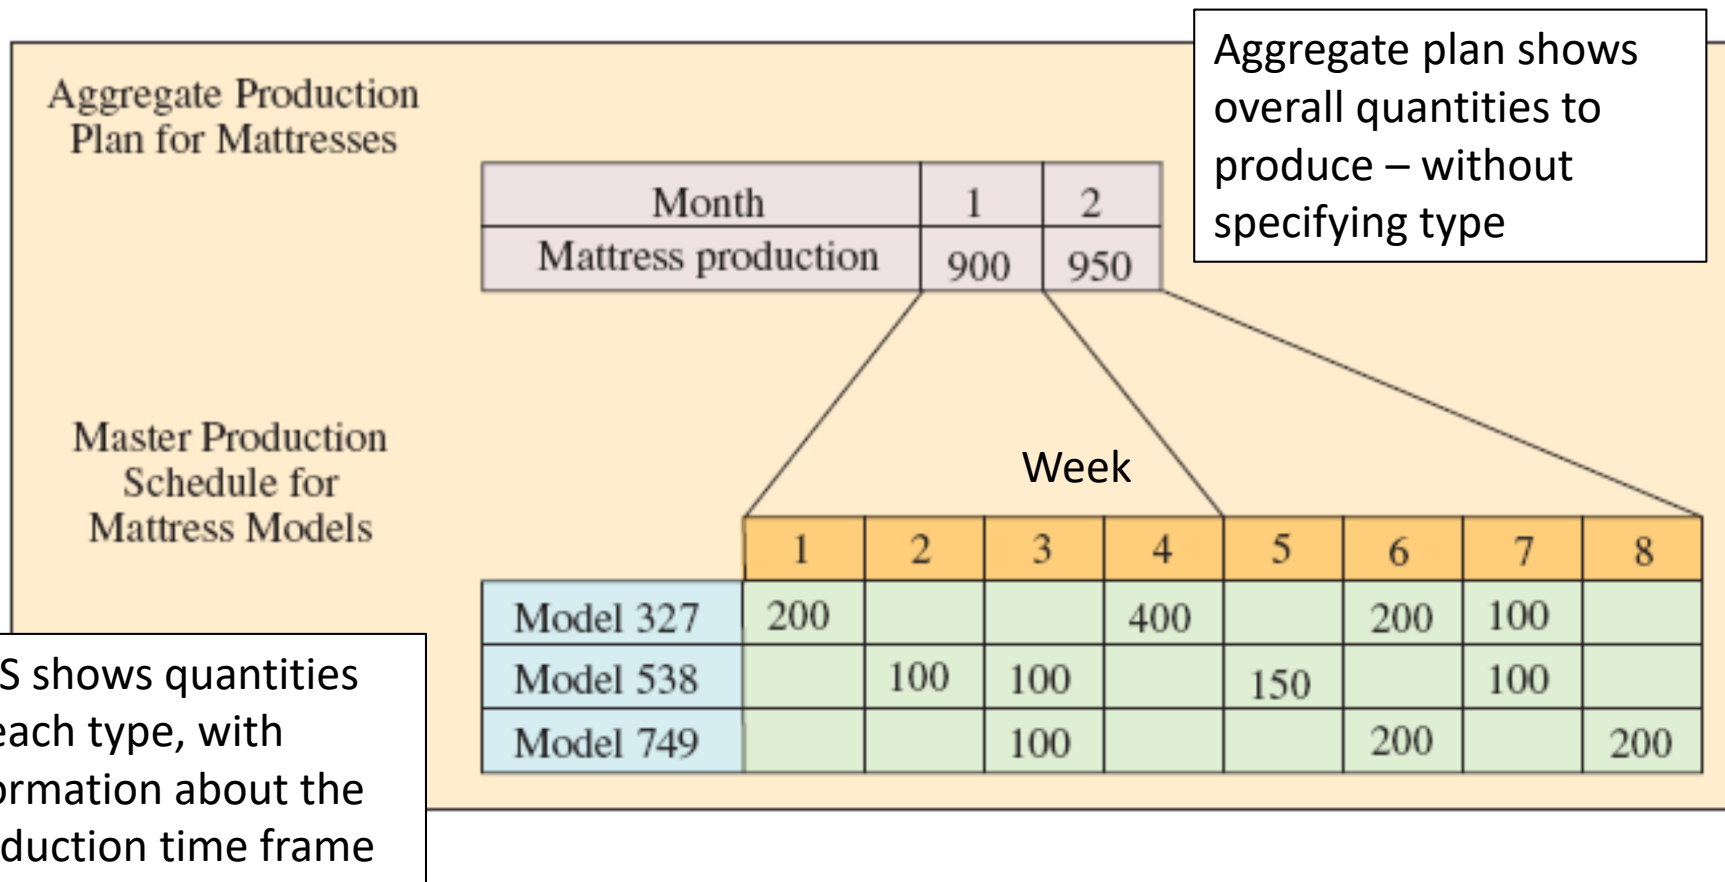 Aggregate plan shows
overall quantities to
produce – without
specifying type
Aggregate Production
Plan for Mattresses
Month 1 2
Mattress production 900 950
Master Production
Schedule for
Mattress Models
Week
1 2 3 4 5 6 7 8
Model 327 200 400 200 100
Model 538 100 100 150 100
Model 749 100 200 200
S shows quantities
each type, with
ormation about the
duction time frame